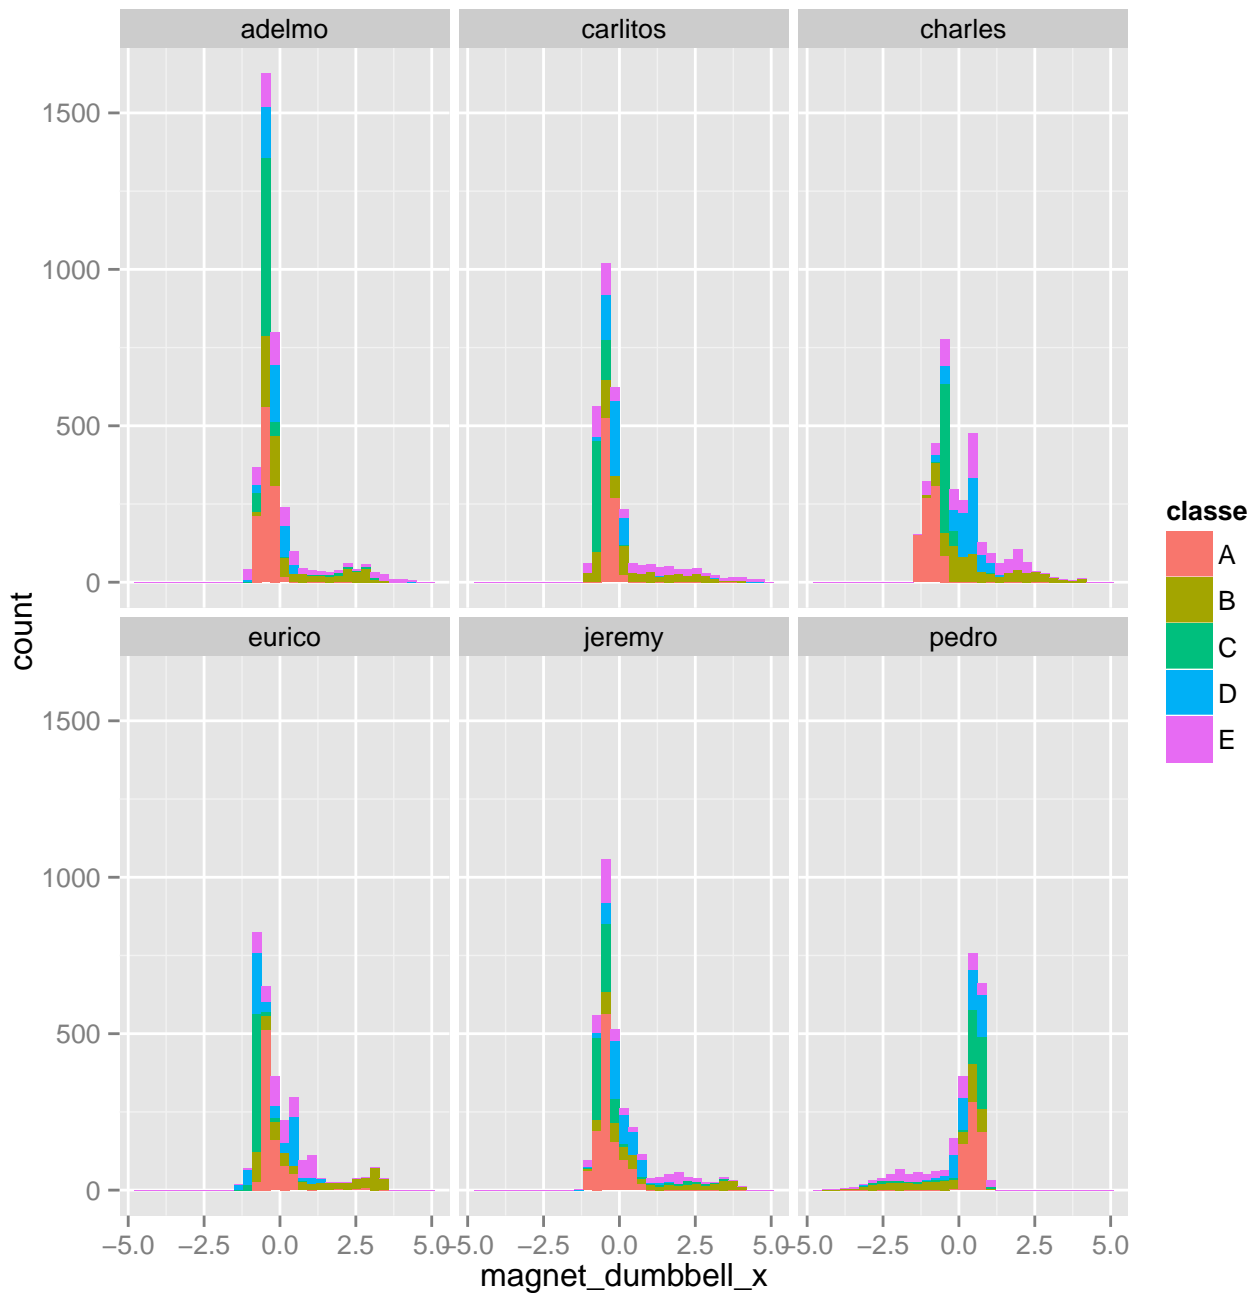 adelmo carlitos charles
1500
1000
500
0
eurico jeremy pedro
1500
1000
500
0
−5.0 −2.5 0.0 2.5 5.0 −5.0 −2.5 0.0 2.5 5.0 −5.0 −2.5 0.0 2.5 5.0
magnet_dumbbell_x
count
classe
A
B
C
D
E